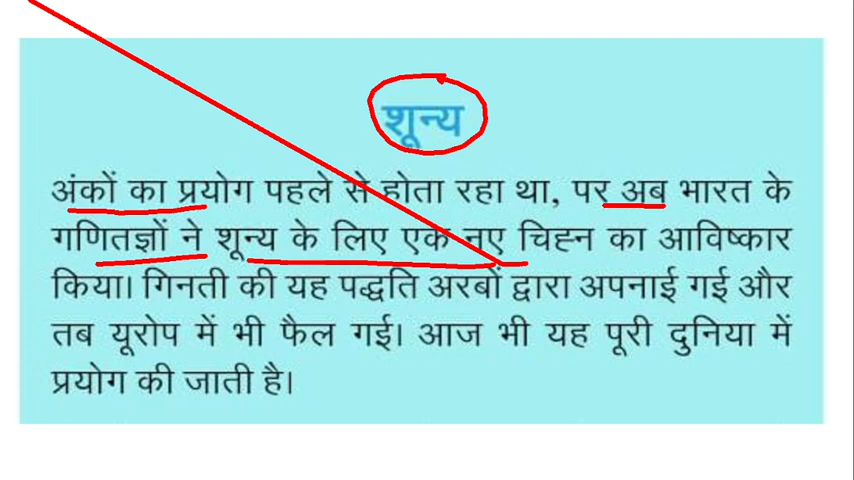 शून्य
अंकों का प्रयोग पहले से होता रहा था, पर अब भारत के
गणितज्ञों ने शून्य के लिए एक नए चिह्न का आविष्कार
किया। गिनती की यह पद्धति अरबों द्वारा अपनाई गई और
तब यूरोप में भी फैल गई। आज भी यह पूरी दुनिया में
प्रयोग की जाती है।